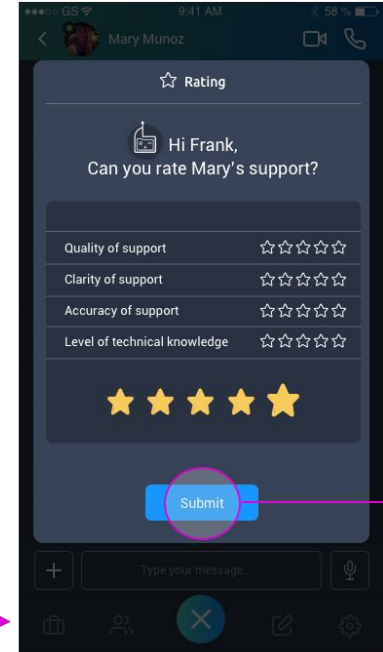 GS 9:41 AM 58 %
Mary Munoz
Rating
Hi Frank,
Can you rate Mary's support?
Quality of support
Clarity of support
Accuracy of support
Level of technical knowledge
Submit
Type your message...